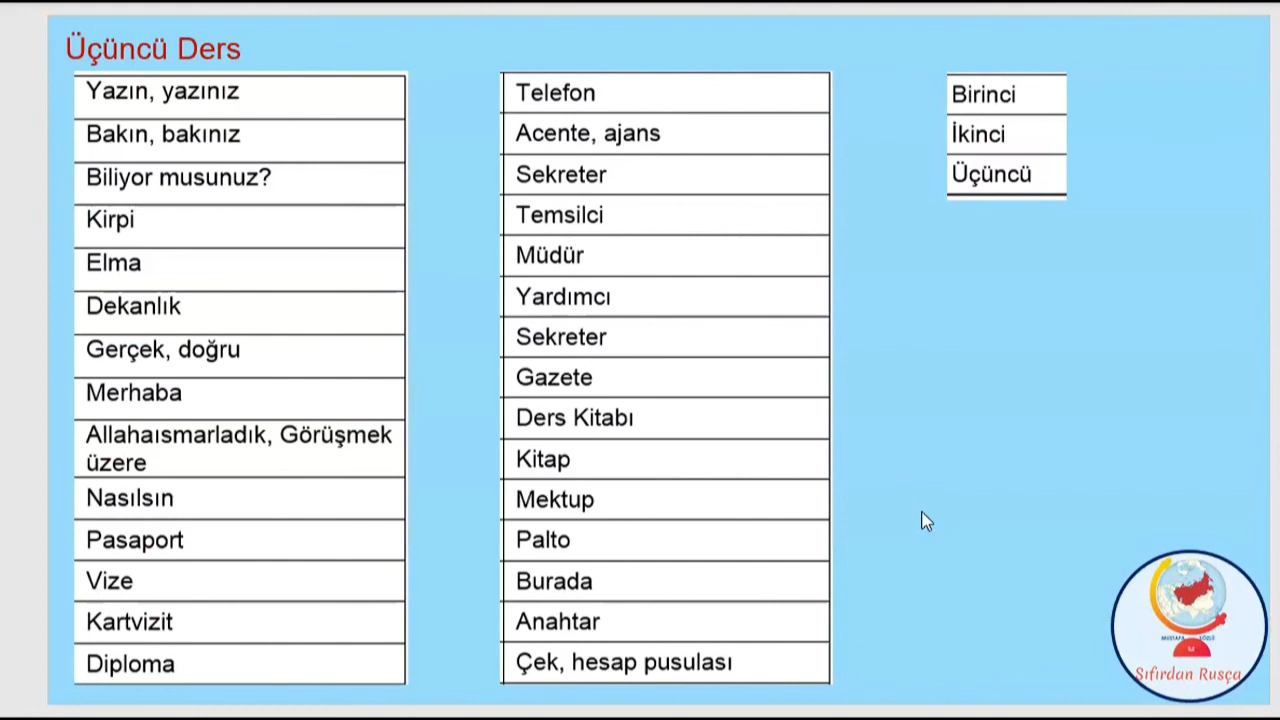 Üçüncü Ders
Yazın, yazınız
Bakın, bakınız
Biliyor musunuz?
Kirpi
Elma
Dekanlık
Gerçek, doğru
Merhaba
Allahaısmarladık, Görüşmek
üzere
Nasılsın
Pasaport
Vize
Kartvizit
Diploma
Telefon
Acente, ajans
Sekreter
Temsilci
Müdür
Yardımcı
Sekreter
Gazete
Ders Kitabı
Kitap
Mektup
Palto
Burada
Anahtar
Çek, hesap pusulası
Birinci
İkinci
Üçüncü
MUSTAFA
Sıfırdan Rusça